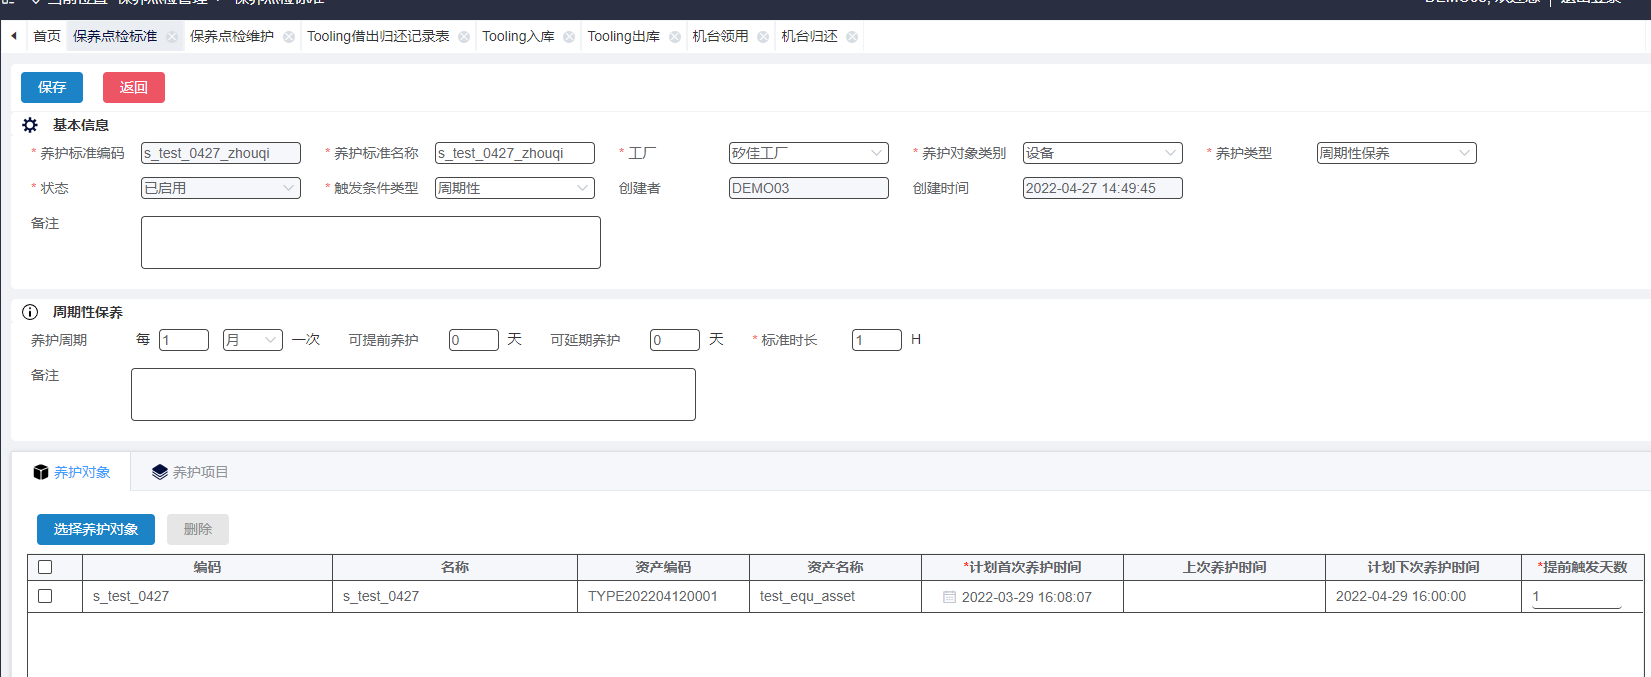 首页 保养点检标准 保养点检维护 Tooling借出归还记录表 Tooling入库 Tooling出库 机台领用 机台归还
保存 返回
基本信息
* 养护标准编码 s_test_0427_zhouqi * 养护标准名称 s_test_0427_zhouqi * 工厂 矽佳工厂 * 养护对象类别 设备 * 养护类型 周期性保养
* 状态 已启用 * 触发条件类型 周期性 创建者 DEMO03 创建时间 2022-04-27 14:49:45
备注
周期性保养
养护周期 每 1 月 一次 可提前养护 0 天 可延期养护 0 天 * 标准时长 1 H
备注
养护对象 养护项目
选择养护对象 删除
编码 名称 资产编码 资产名称 *计划首次养护时间 上次养护时间 计划下次养护时间 *提前触发天数
s_test_0427 s_test_0427 TYPE202204120001 test_equ_asset 2022-03-29 16:08:07 2022-04-29 16:00:00 1